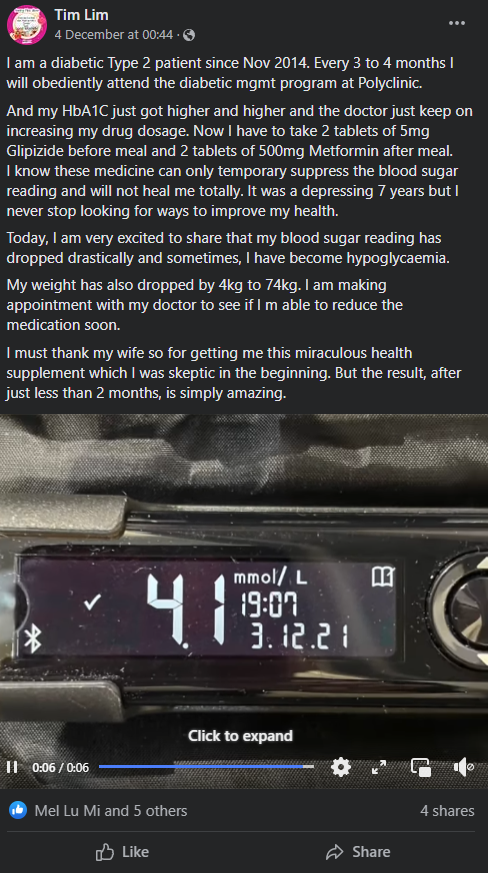 Tim Lim
4 December at 00:44 ·
I am a diabetic Type 2 patient since Nov 2014. Every 3 to 4 months I
will obediently attend the diabetic mgmt program at Polyclinic.
And my HbA1C just got higher and higher and the doctor just keep on
increasing my drug dosage. Now I have to take 2 tablets of 5mg
Glipizide before meal and 2 tablets of 500mg Metformin after meal.
I know these medicine can only temporary suppress the blood sugar
reading and will not heal me totally. It was a depressing 7 years but I
never stop looking for ways to improve my health.
Today, I am very excited to share that my blood sugar reading has
dropped drastically and sometimes, I have become hypoglycaemia.
My weight has also dropped by 4kg to 74kg. I am making
appointment with my doctor to see if I m able to reduce the
medication soon.
I must thank my wife so for getting me this miraculous health
supplement which I was skeptic in the beginning. But the result, after
just less than 2 months, is simply amazing.
4.1 mmol/L
19:07
3.12.21
Click to expand
0:06 / 0:06
Mel Lu Mi and 5 others
4 shares
Like
Share